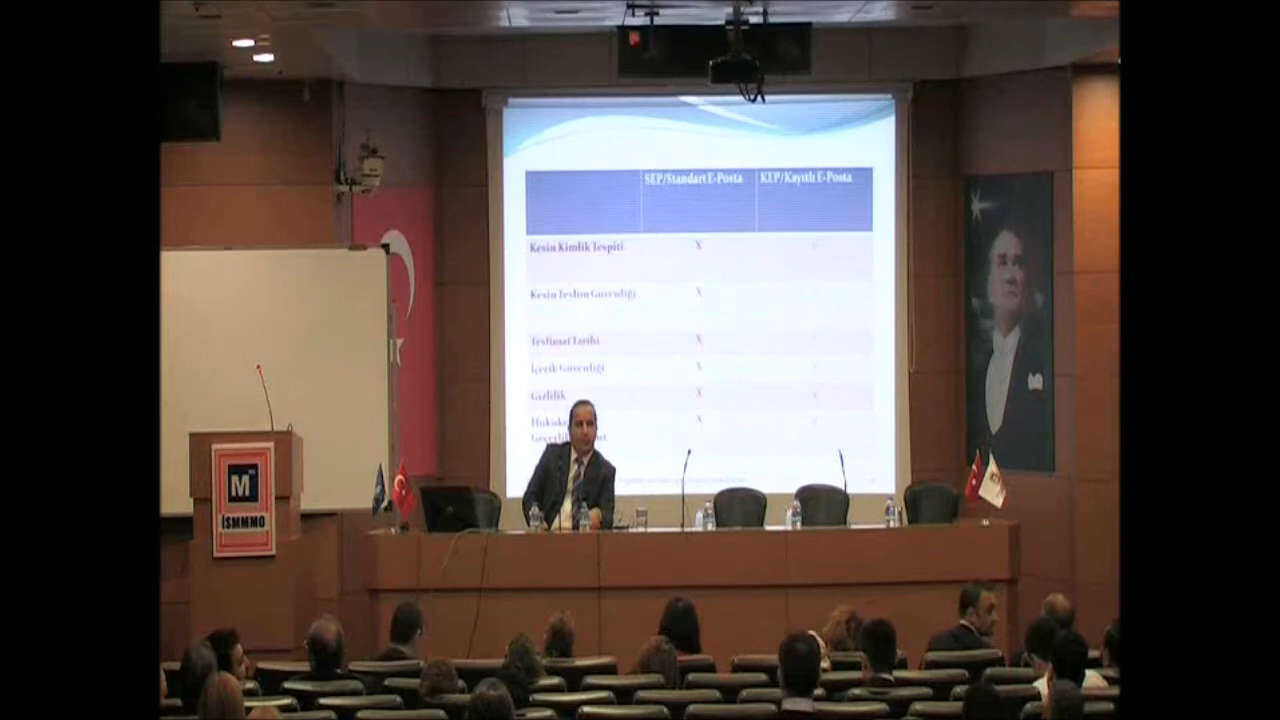 SEP/Standart E-Posta
KEP/Kayıtlı E-Posta
Kesin Kimlik Tespiti X
Kesin Teslim Güvenliği X
Teslimat Tarihi X
İçerik Güvenliği X
Gizlilik X
X
M
İSMMMO